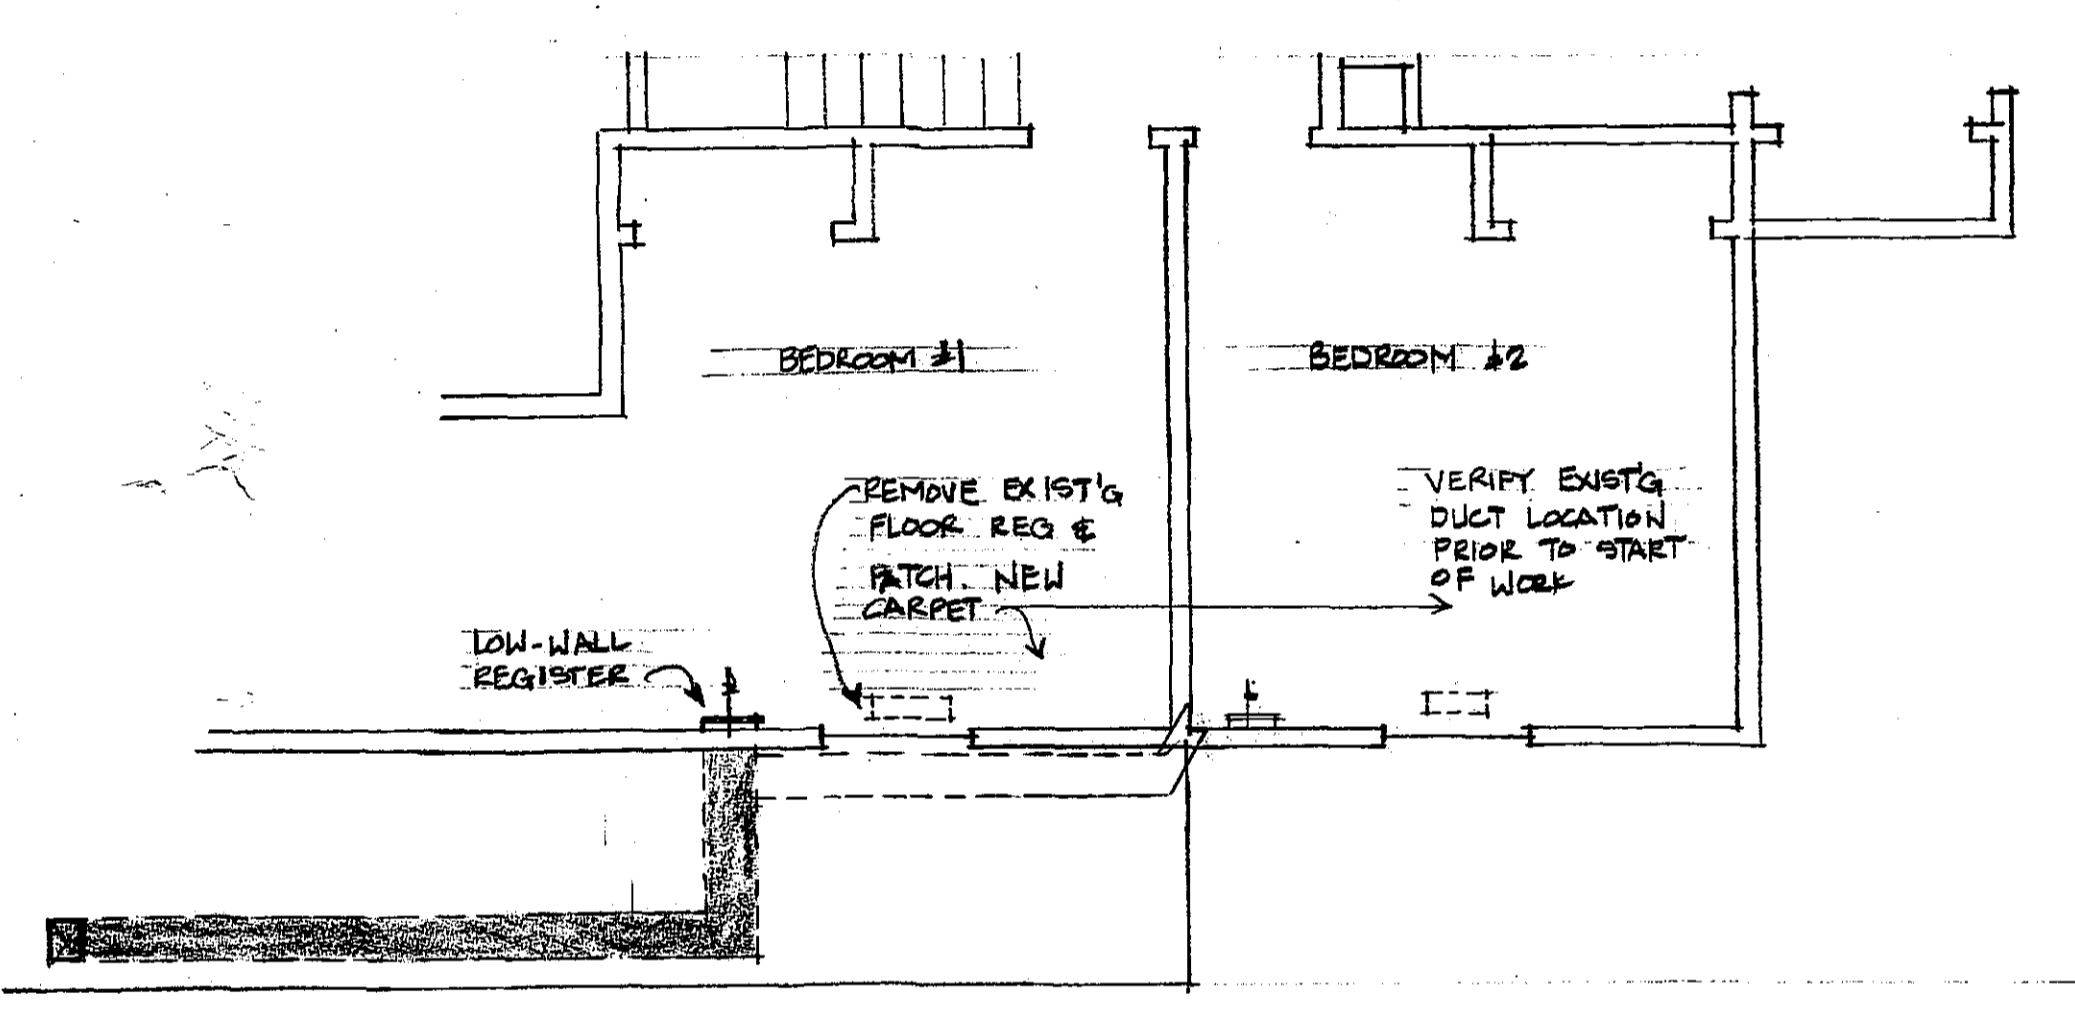 BEDROOM #1
BEDROOM #2
REMOVE EXIST'G
FLOOR REG &
PATCH. NEW
CARPET
VERIFY EXIST'G
DUCT LOCATION
PRIOR TO START
OF WORK
LOW-WALL
REGISTER